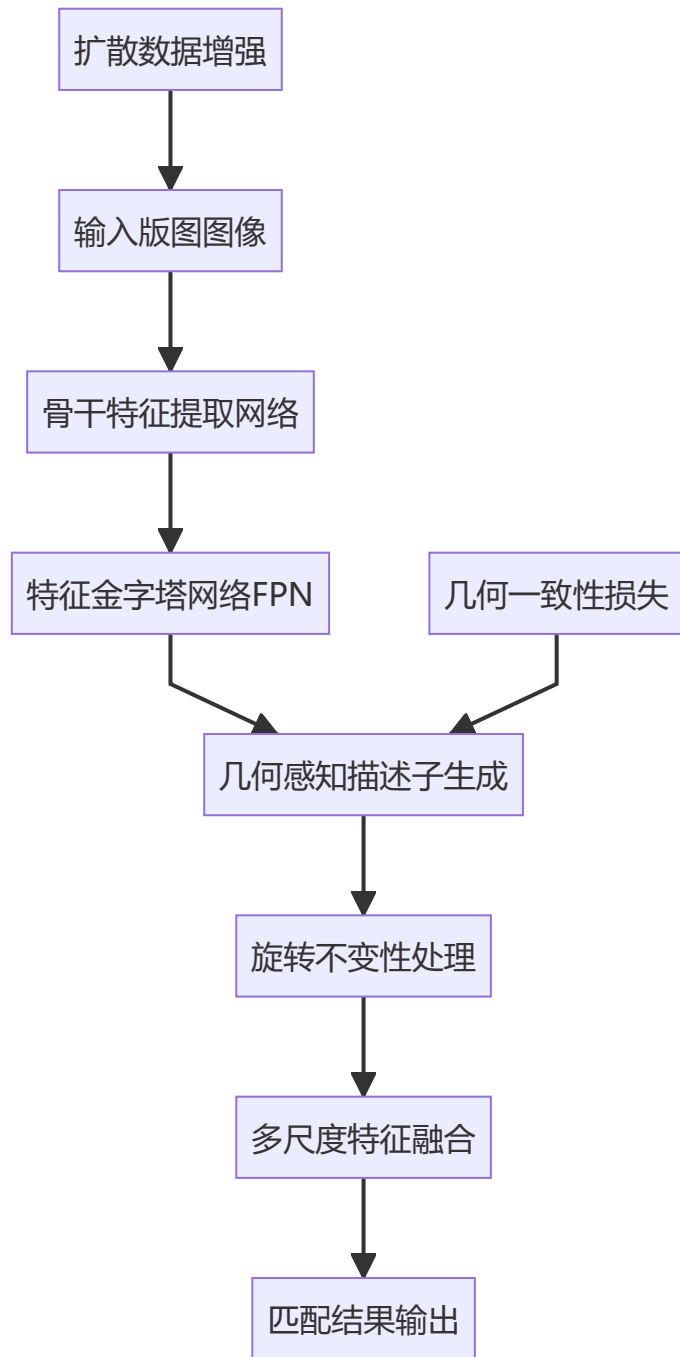 扩散数据增强
输入版图图像
骨干特征提取网络
特征金字塔网络FPN
几何一致性损失
几何感知描述子生成
旋转不变性处理
多尺度特征融合
匹配结果输出